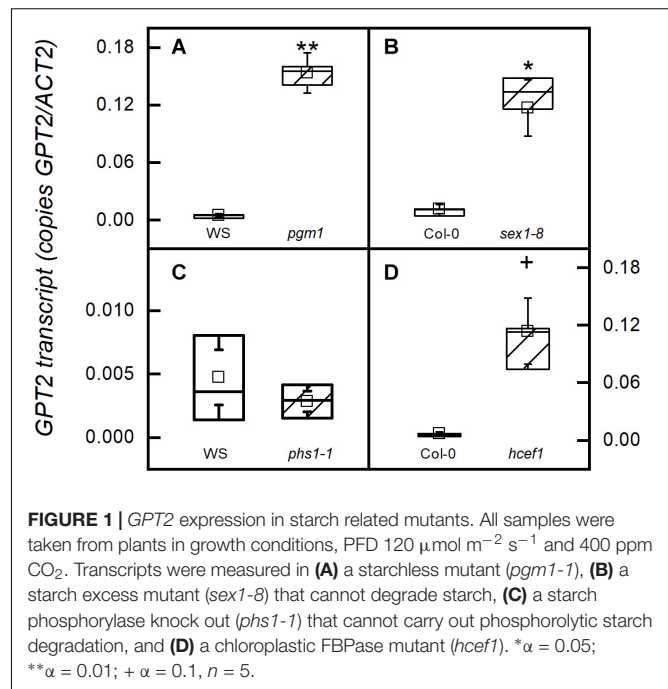 GPT2 transcript (copies GPT2/ACT2)
A
**
0.18
0.12
0.06
0.00
WS
pgm1
B
*
Col-0
sex1-8
C
0.010
0.005
0.000
WS
phs1-1
D
+
0.18
0.12
0.06
0.00
Col-0
hcef1
FIGURE 1 | GPT2 expression in starch related mutants. All samples were
taken from plants in growth conditions, PFD 120 μmol m⁻² s⁻¹ and 400 ppm
CO₂. Transcripts were measured in (A) a starchless mutant (pgm1-1), (B) a
starch excess mutant (sex1-8) that cannot degrade starch, (C) a starch
phosphorylase knock out (phs1-1) that cannot carry out phosphorolytic starch
degradation, and (D) a chloroplastic FBPase mutant (hcef1). *α = 0.05;
**α = 0.01; + α = 0.1, n = 5.